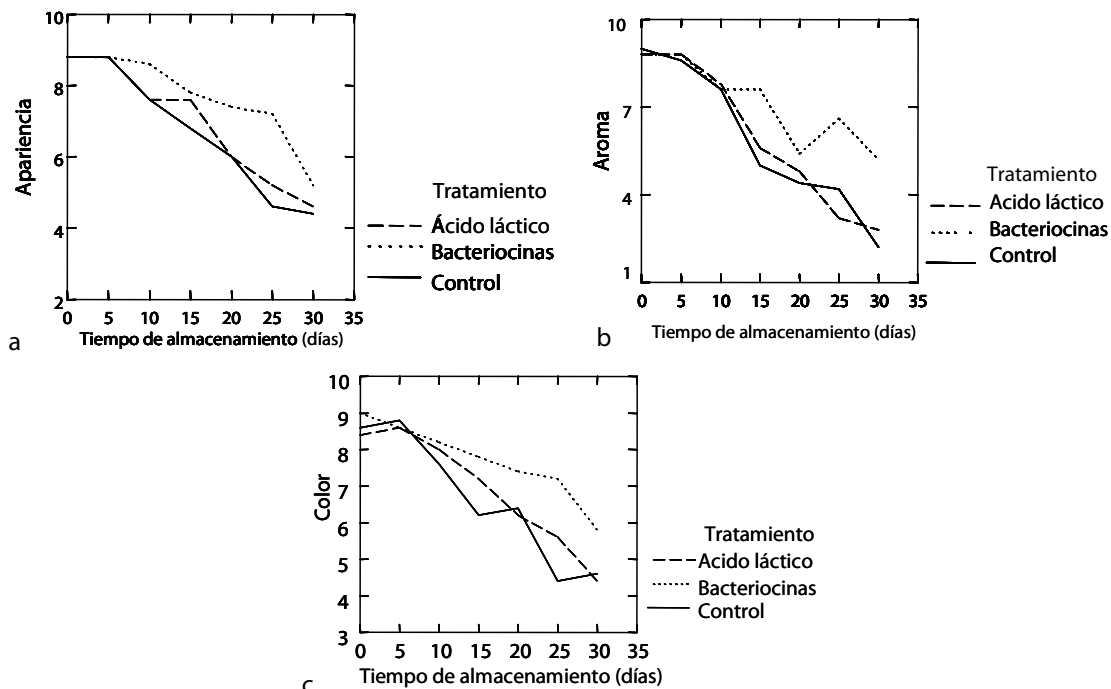 10
8
6
4
2
Apariencia
0 5 10 15 20 25 30 35
Tiempo de almacenamiento (días)
a
Tratamiento
Ácido láctico
Bacteriocinas
Control
10
7
4
1
Aroma
0 5 10 15 20 25 30 35
Tiempo de almacenamiento (días)
b
Tratamiento
Acido láctico
Bacteriocinas
Control
10
9
8
7
6
5
4
3
Color
0 5 10 15 20 25 30 35
Tiempo de almacenamiento (días)
c
Tratamiento
Acido láctico
Bacteriocinas
Control